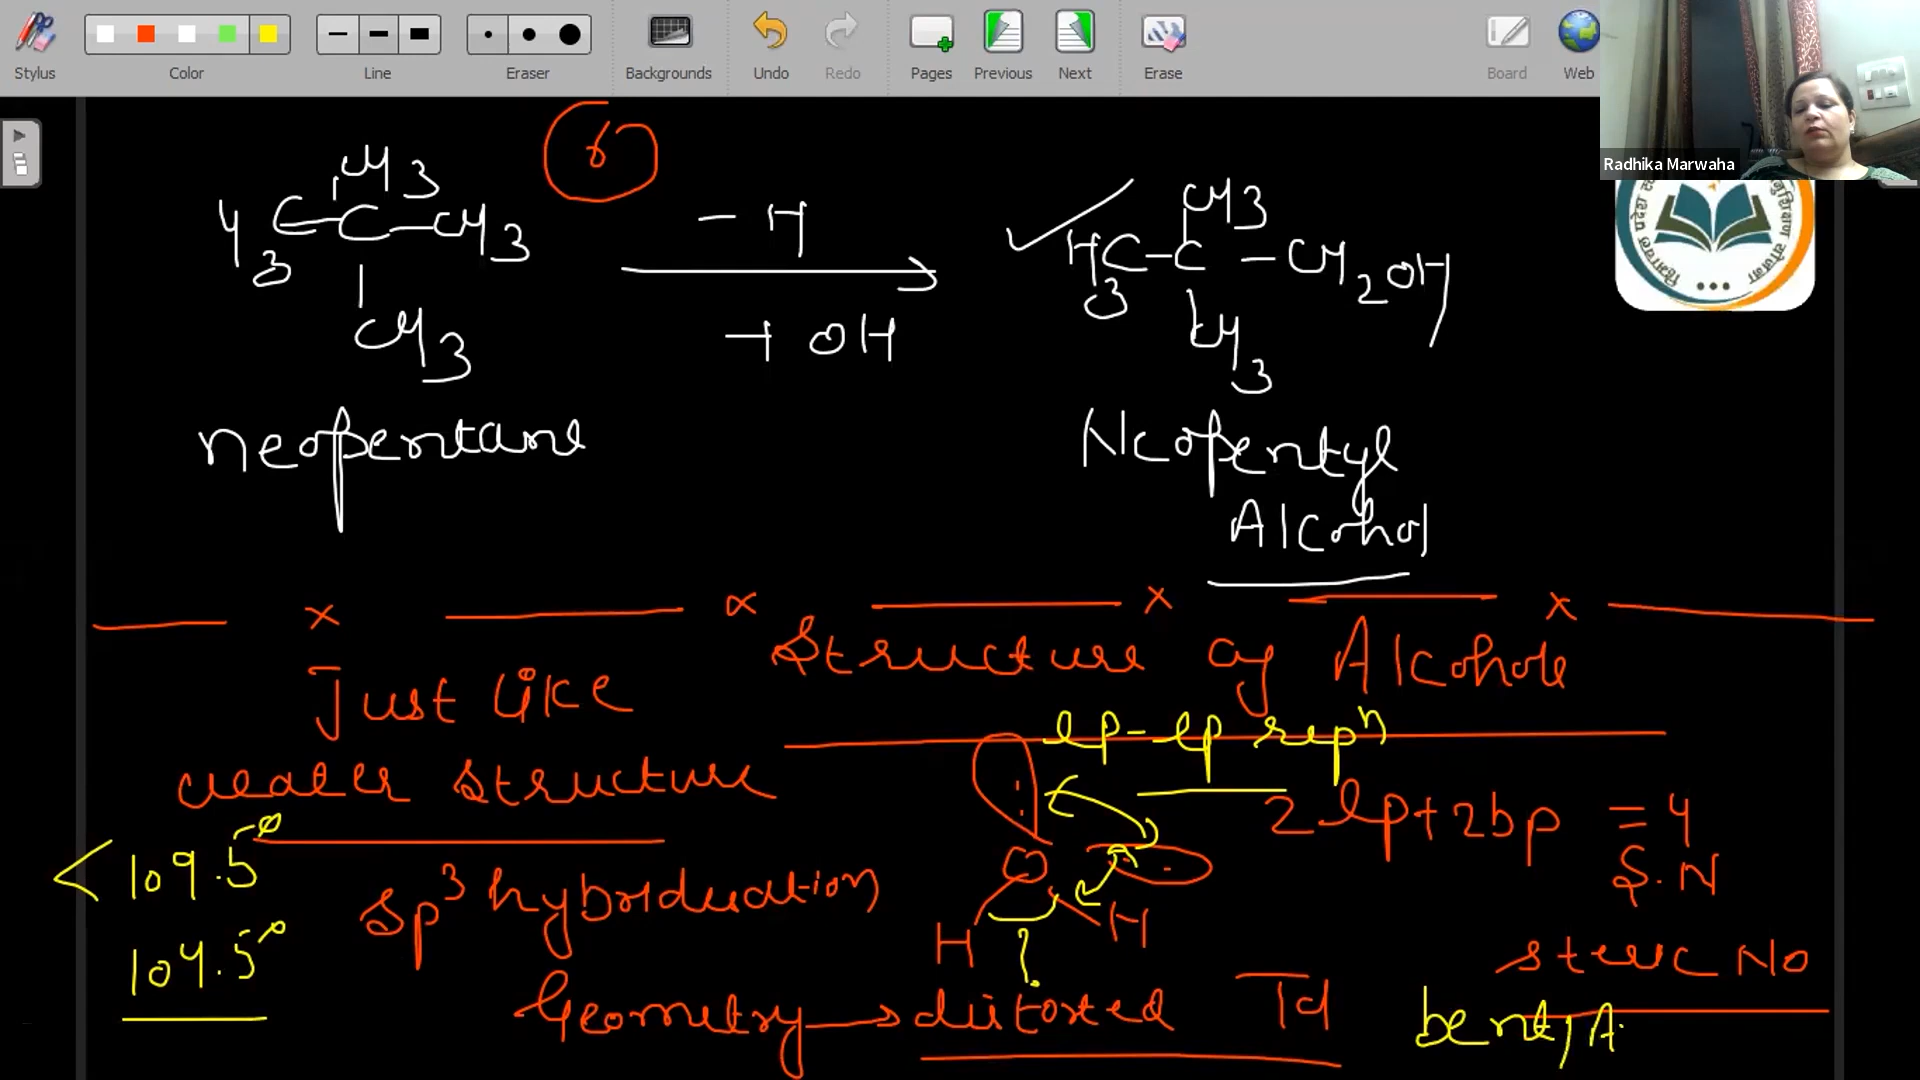 Stylus
Color
Line
Eraser
Backgrounds
Undo
Redo
Pages
Previous
Next
Erase
Board
Web
Radhika Marwaha
6
CH3
H3C-C-CH3
CH3
- H
+ OH
CH3
H3C-C-CH2OH
CH3
neopentane
Neopentyl
Alcohol
x x x x
Structure of Alcohols
Just like
water structure
lp-lp repn
2lp+2bp = 4
S.N
<109.5°
sp3 hybridisation
O
H H
?
104.5°
steric No
Geometry → distorted Td
bent, A